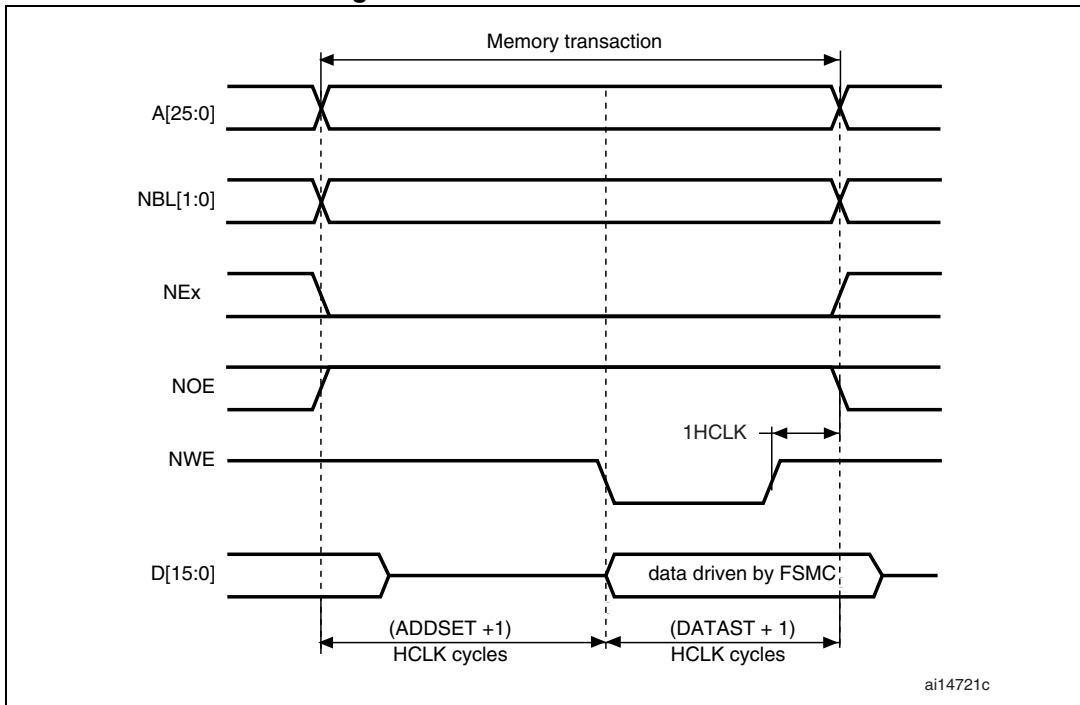 Memory transaction
A[25:0]
NBL[1:0]
NEx
NOE
1HCLK
NWE
D[15:0]
data driven by FSMC
(ADDSET +1)
HCLK cycles
(DATAST + 1)
HCLK cycles
ai14721c